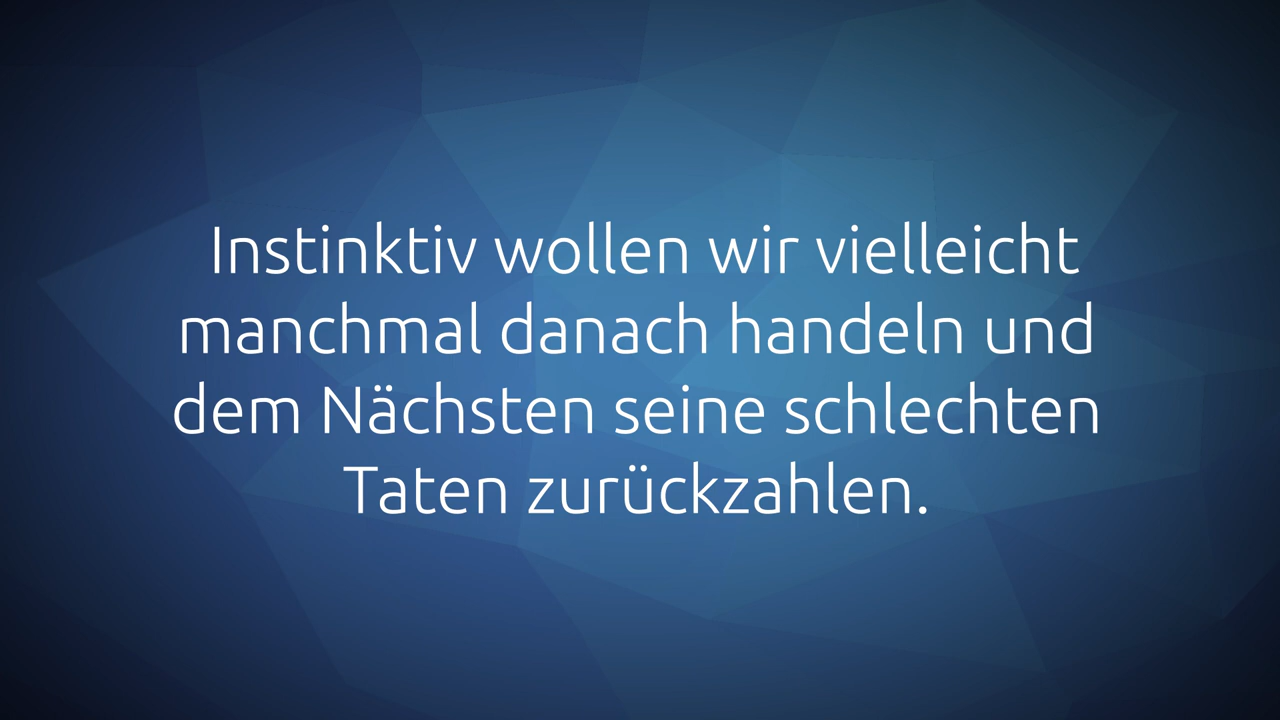 Instinktiv wollen wir vielleicht
manchmal danach handeln und
dem Nächsten seine schlechten
Taten zurückzahlen.